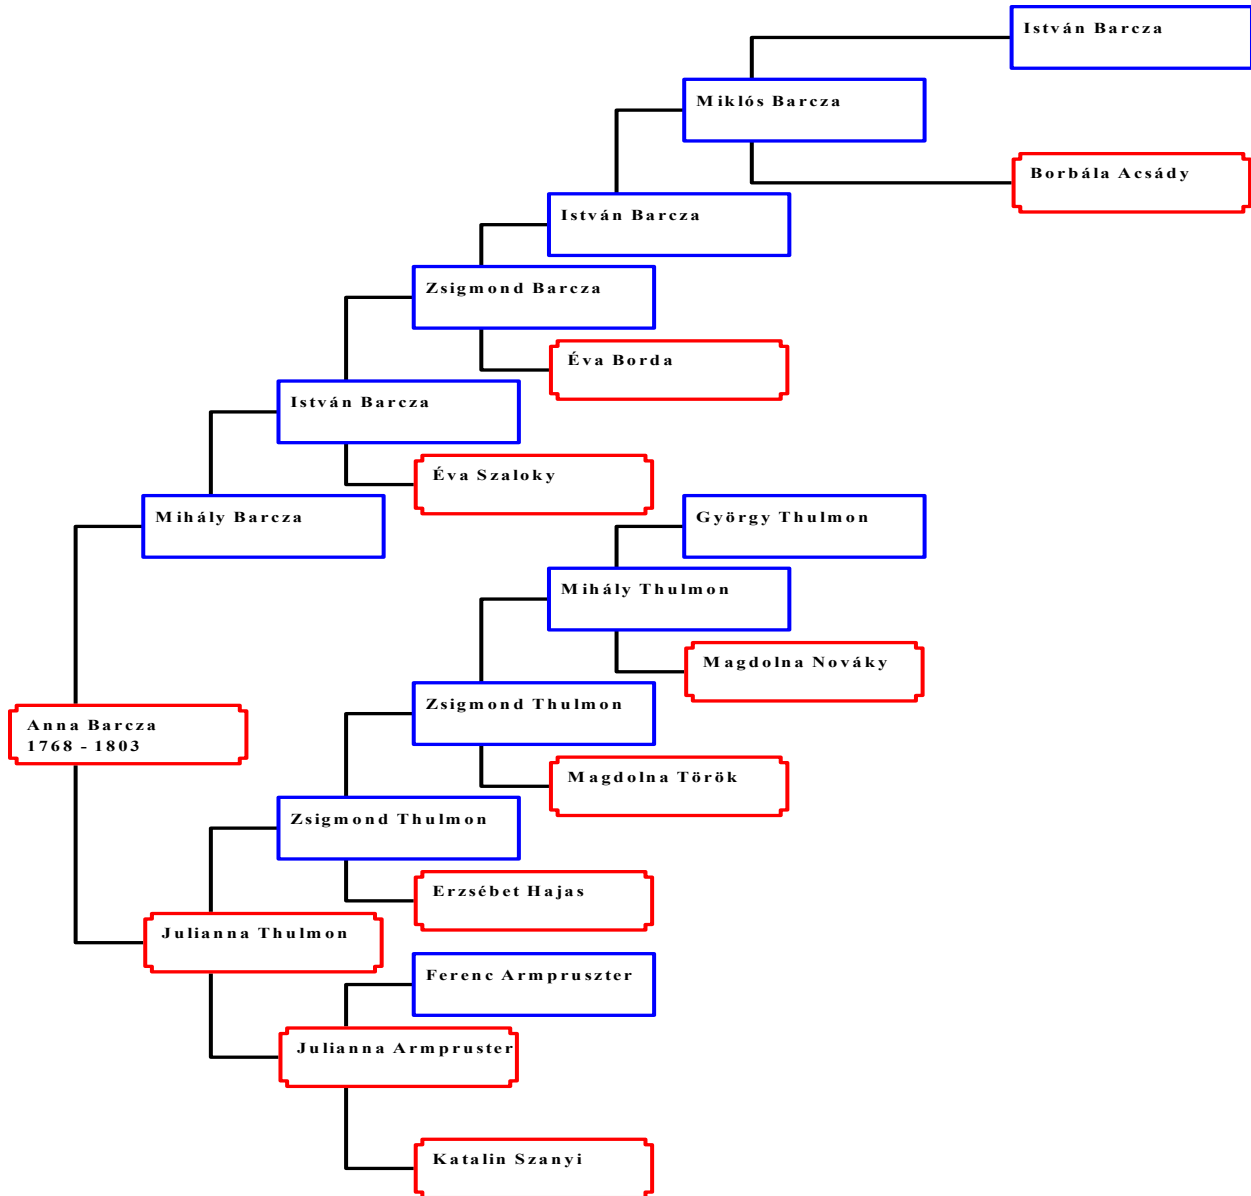 István Barcza
Miklós Barcza
Borbála Acsády
István Barcza
Zsigmond Barcza
Éva Borda
István Barcza
Éva Szaloky
Mihály Barcza
György Thulmon
Mihály Thulmon
Magdolna Nováky
Zsigmond Thulmon
Anna Barcza
1768 - 1803
Magdolna Török
Zsigmond Thulmon
Erzsébet Hajas
Julianna Thulmon
Ferenc Armpruszter
Julianna Armpruster
Katalin Szanyi